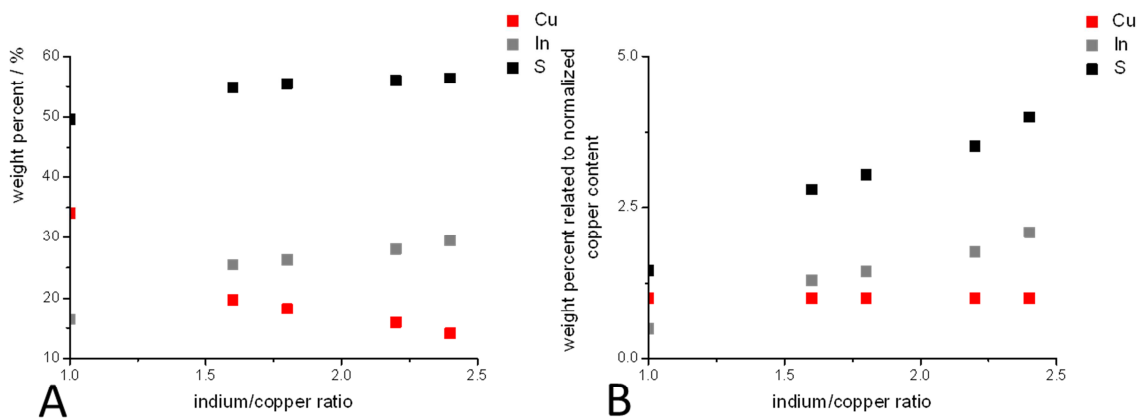 Cu
In
S
weight percent / %
60
50
40
30
20
10
1.0
1.5
2.0
2.5
indium/copper ratio
A
Cu
In
S
weight percent related to normalized
copper content
5.0
2.5
0.0
1.0
1.5
2.0
2.5
indium/copper ratio
B